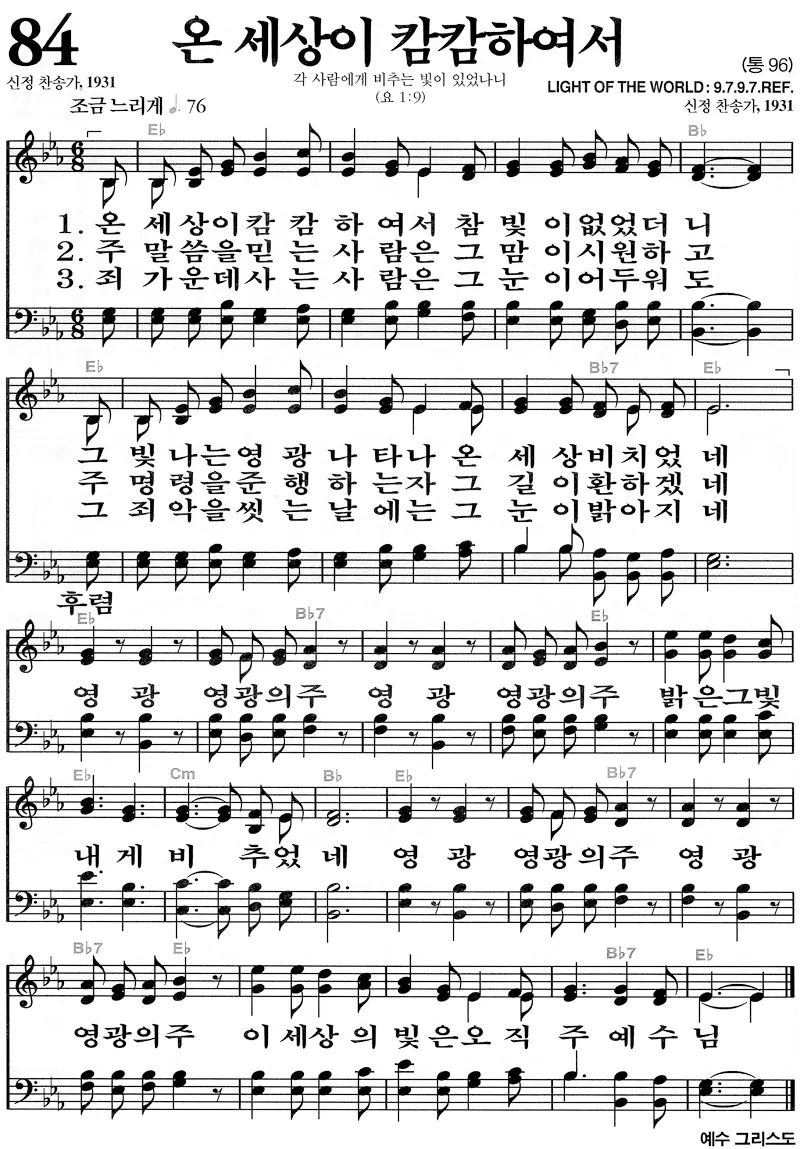 84 온 세상이 캄캄하여서 (통 96)
신정 찬송가, 1931 각 사람에게 비추는 빛이 있었나니 LIGHT OF THE WORLD: 9.7.9.7.REF.
(요 1:9) 신정 찬송가, 1931
조금 느리게 ♩. 76
E♭ B♭
6 8
1. 온 세 상이캄 캄 하 여서 참 빛 이없었더 니
2. 주 말 씀을믿 는 사 람은 그 맘 이시원하 고
3. 죄 가 운데사 는 사 람은 그 눈 이어두워 도
6 8
E♭ B♭7 E♭
그 빛 나는영 광 나 타나 온 세 상비치었 네
주 명 령을준 행 하 는자 그 길 이환하겠 네
그 죄 악을씻 는 날 에는 그 눈 이밝아지 네
후렴
E♭ B♭7 E♭
영 광 영광의주 영 광 영광의주 밝은그빛
E♭ Cm B♭ E♭ B♭7
내 게 비 추었 네 영 광 영광의주 영 광
B♭7 E♭ B♭7 E♭
영광의주 이 세상 의 빛 은오 직 주 예 수 님
예수 그리스도